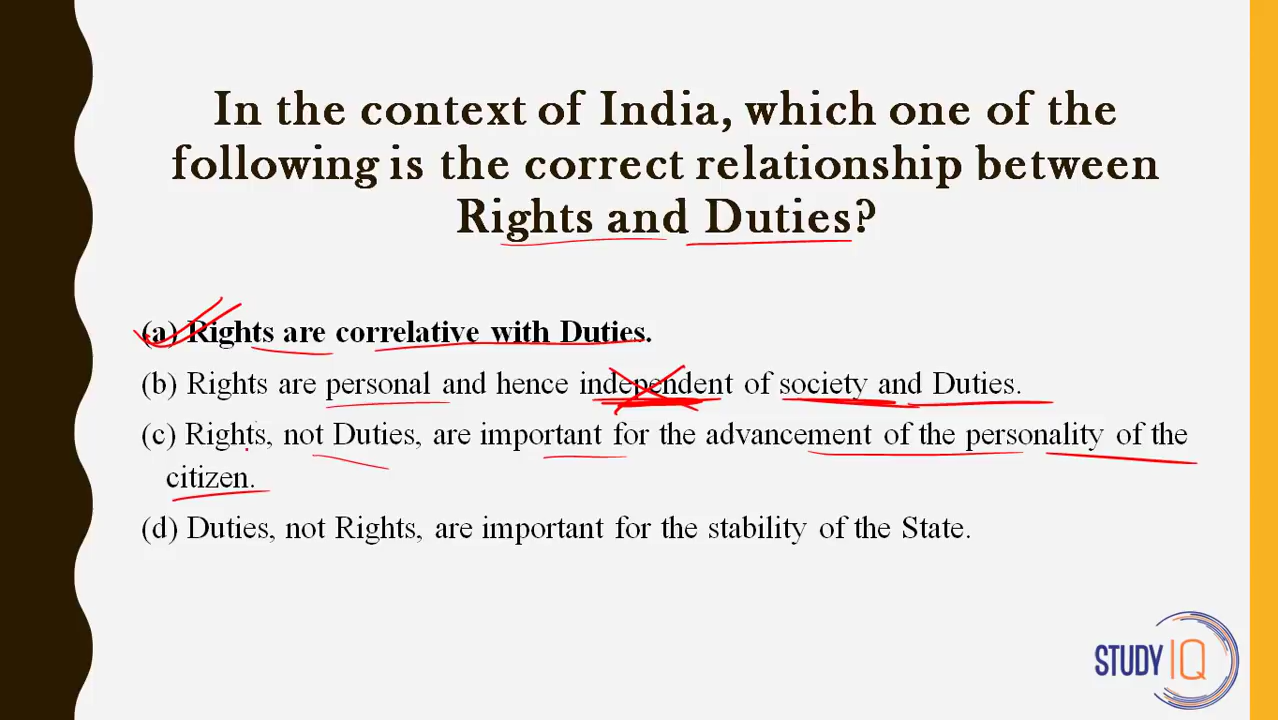 In the context of India, which one of the
following is the correct relationship between
Rights and Duties?
(a) Rights are correlative with Duties.
(b) Rights are personal and hence independent of society and Duties.
(c) Rights, not Duties, are important for the advancement of the personality of the
citizen.
(d) Duties, not Rights, are important for the stability of the State.
STUDY IQ